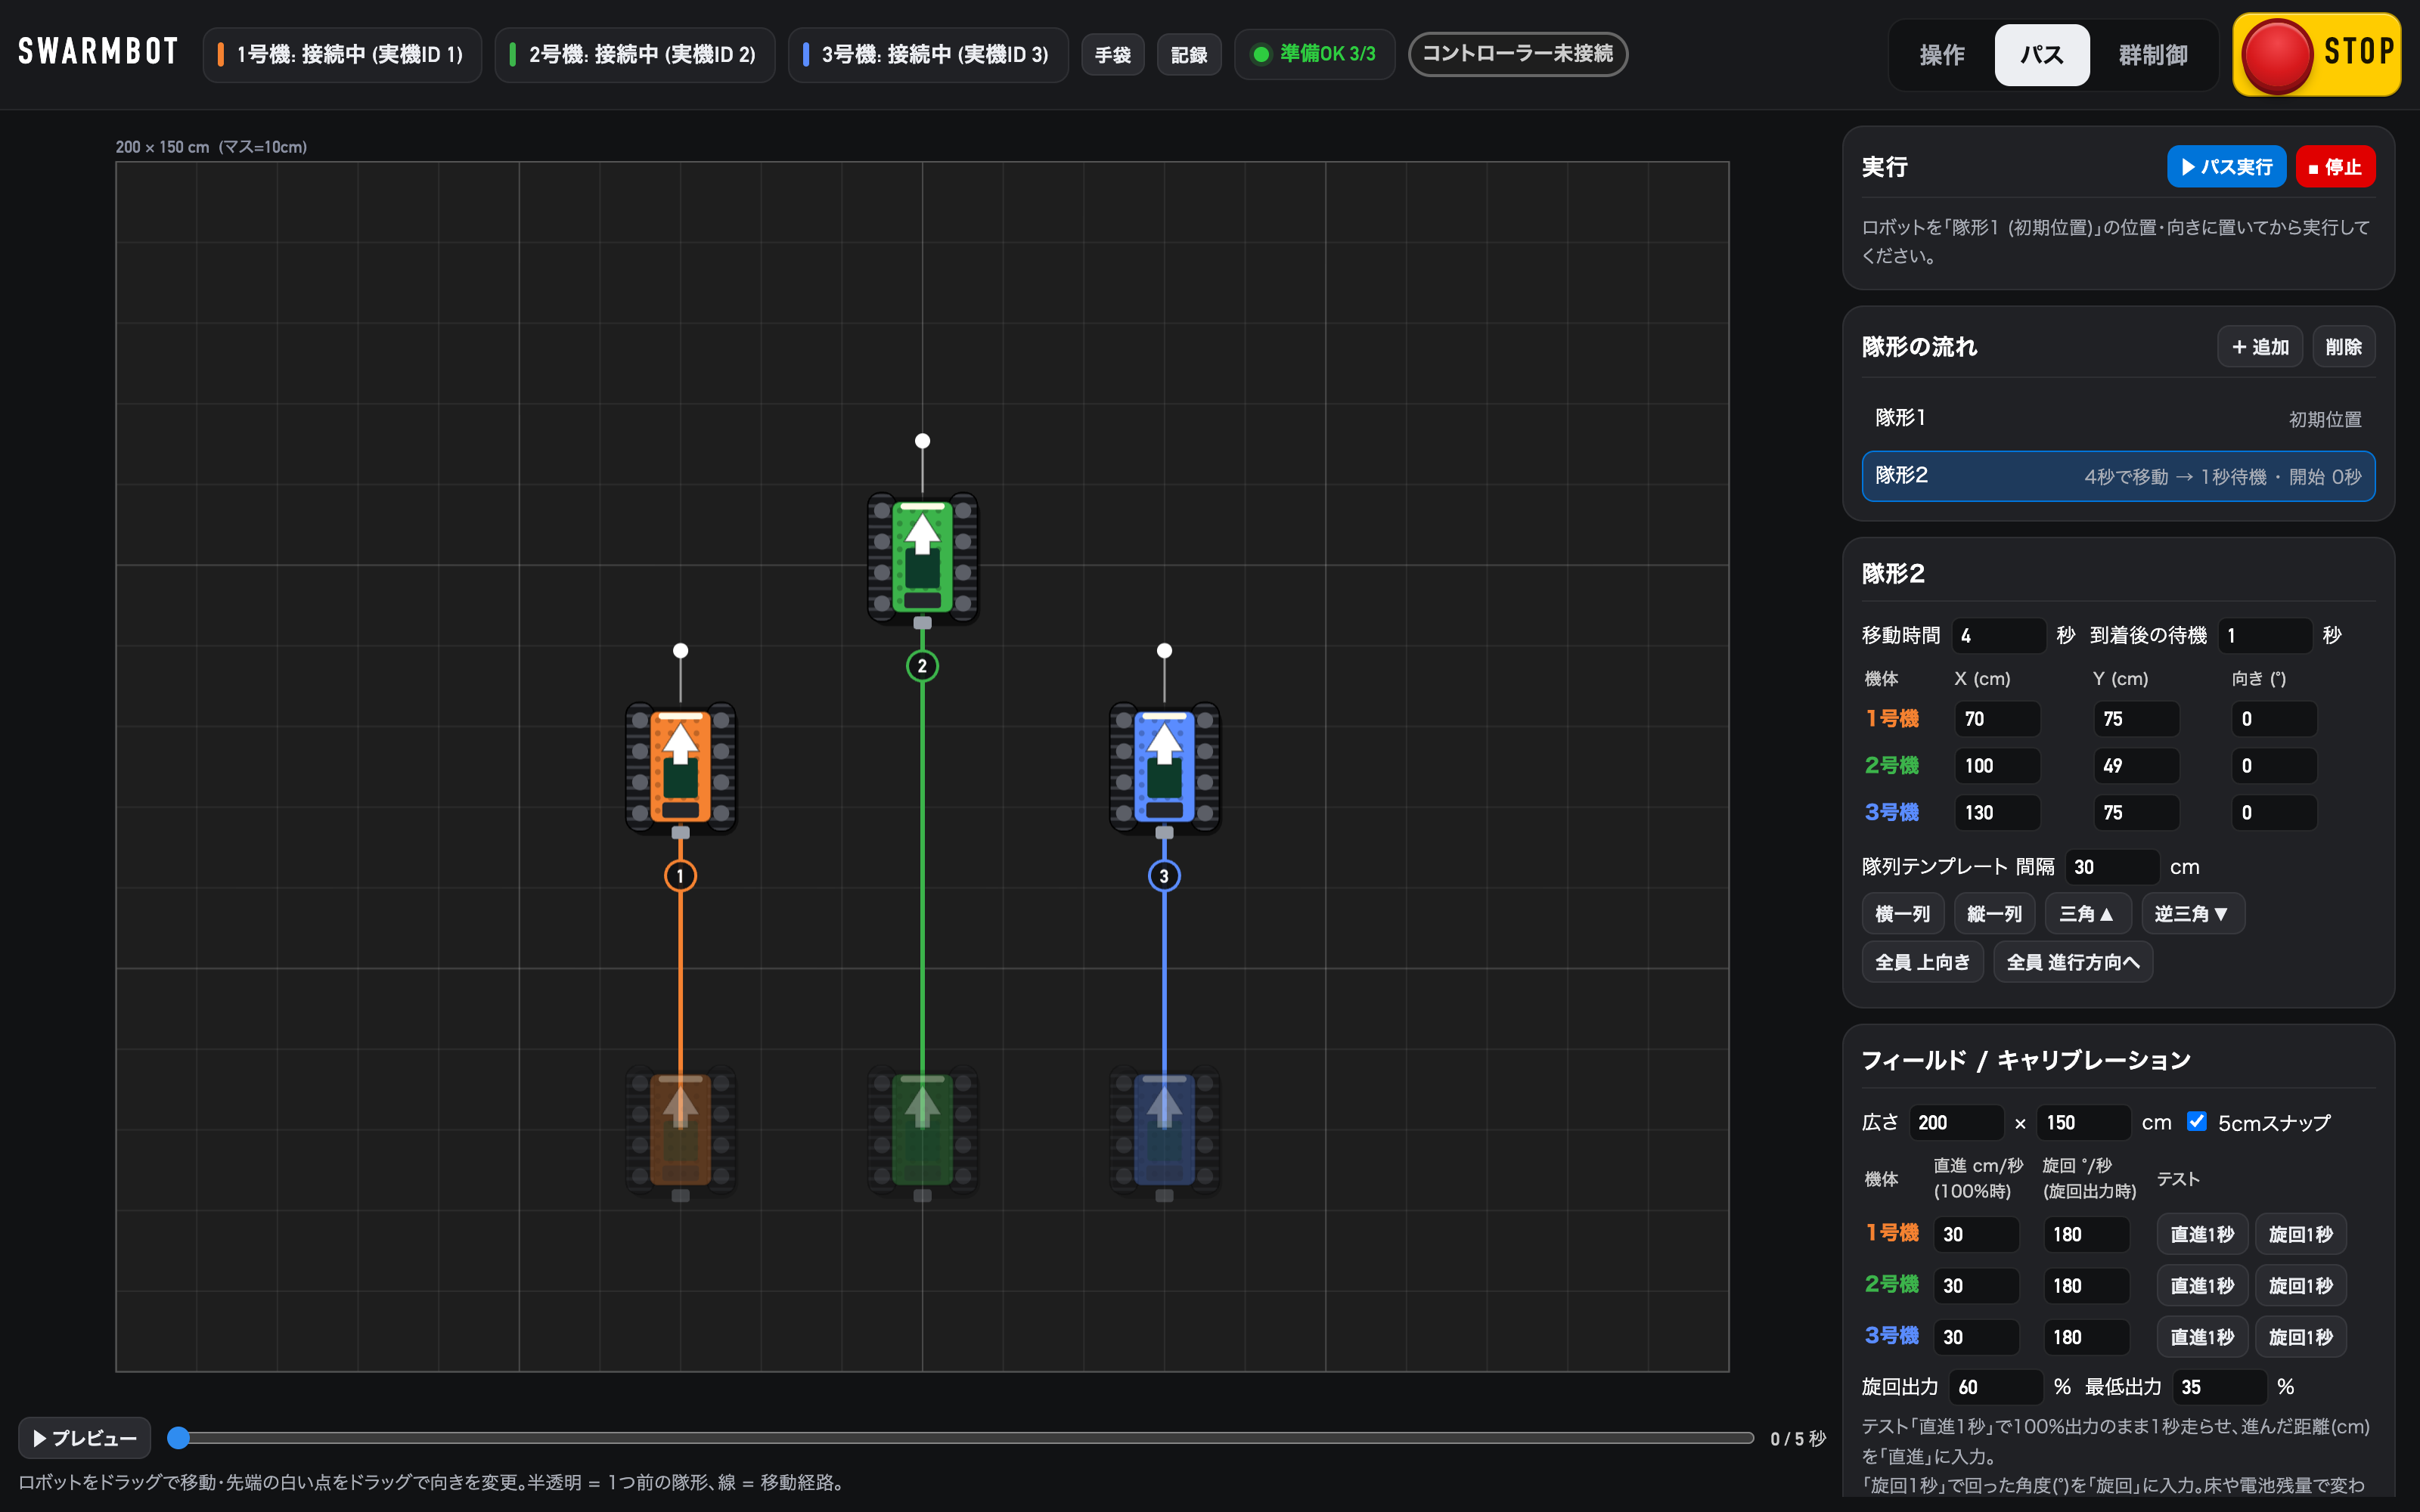 SWARMBOT
1号機: 接続中 (実機ID 1)
2号機: 接続中 (実機ID 2)
3号機: 接続中 (実機ID 3)
手袋
記録
準備OK 3/3
コントローラー未接続
操作
パス
群制御
STOP
200 × 150 cm (マス=10cm)
2
1
3
▶ プレビュー
0 / 5 秒
ロボットをドラッグで移動・先端の白い点をドラッグで向きを変更。半透明 = 1つ前の隊形、線 = 移動経路。
実行
▶ パス実行
■ 停止
ロボットを「隊形1 (初期位置)」の位置・向きに置いてから実行して
ください。
隊形の流れ
＋ 追加
削除
隊形1 初期位置
隊形2 4秒で移動 → 1秒待機 ・ 開始 0秒
隊形2
移動時間 4 秒 到着後の待機 1 秒
機体 X (cm) Y (cm) 向き (°)
1号機 70 75 0
2号機 100 49 0
3号機 130 75 0
隊列テンプレート 間隔 30 cm
横一列 縦一列 三角▲ 逆三角▼
全員 上向き 全員 進行方向へ
フィールド / キャリブレーション
広さ 200 × 150 cm 5cmスナップ
機体 直進 cm/秒 (100%時) 旋回 °/秒 (旋回出力時) テスト
1号機 30 180 直進1秒 旋回1秒
2号機 30 180 直進1秒 旋回1秒
3号機 30 180 直進1秒 旋回1秒
旋回出力 60 % 最低出力 35 %
テスト「直進1秒」で100%出力のまま1秒走らせ、進んだ距離(cm)
を「直進」に入力。
「旋回1秒」で回った角度(°)を「旋回」に入力。床や電池残量で変わ